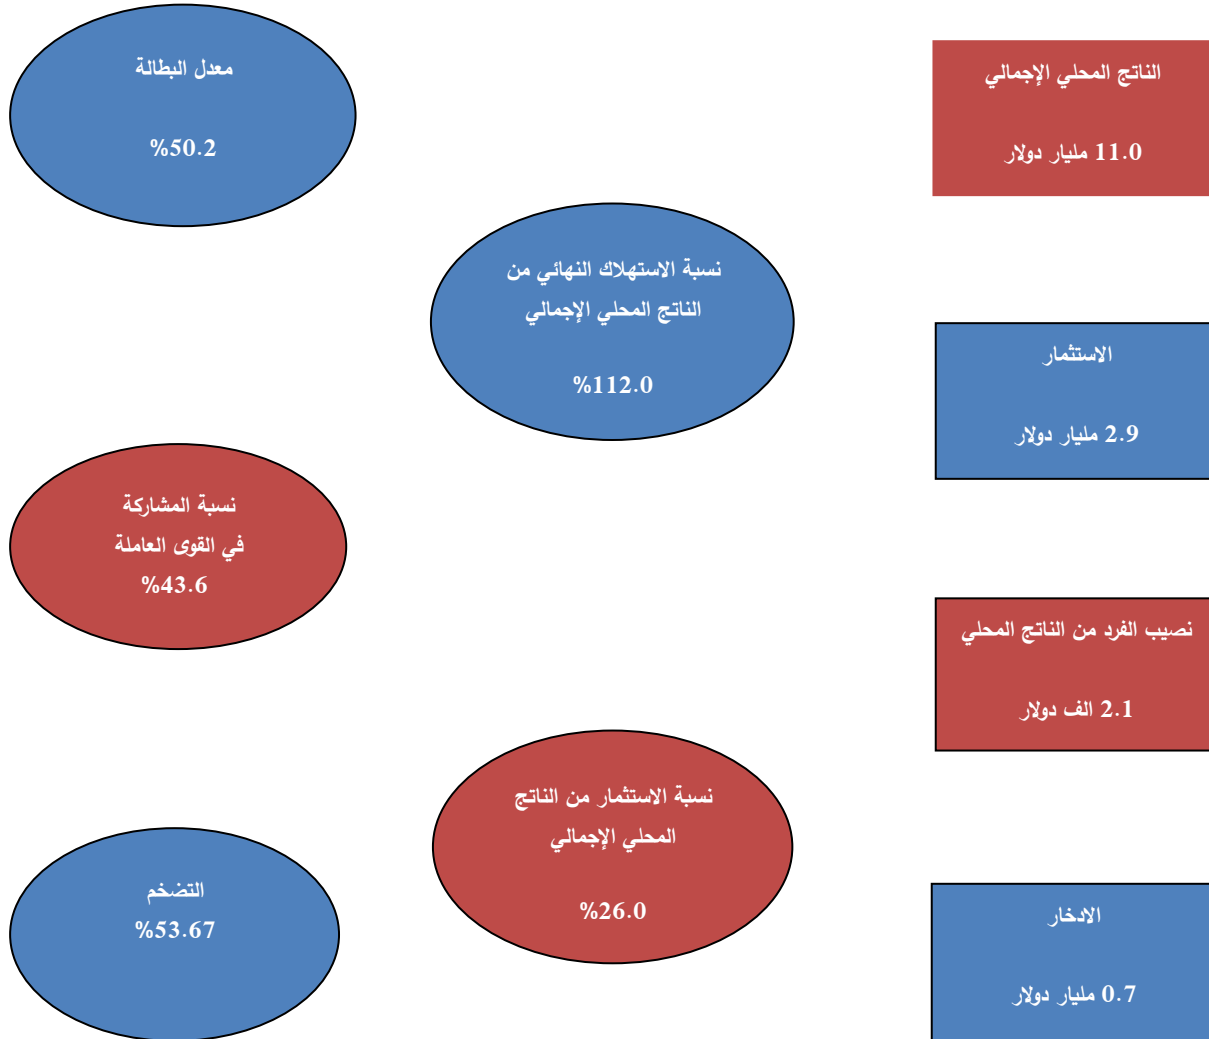 الناتج المحلي الإجمالي
11.0 مليار دولار
الاستثمار
2.9 مليار دولار
نصيب الفرد من الناتج المحلي
2.1 الف دولار
الادخار
0.7 مليار دولار
نسبة الاستهلاك النهائي من
الناتج المحلي الإجمالي
%112.0
نسبة الاستثمار من الناتج
المحلي الإجمالي
%26.0
معدل البطالة
%50.2
نسبة المشاركة
في القوى العاملة
%43.6
التضخم
%53.67